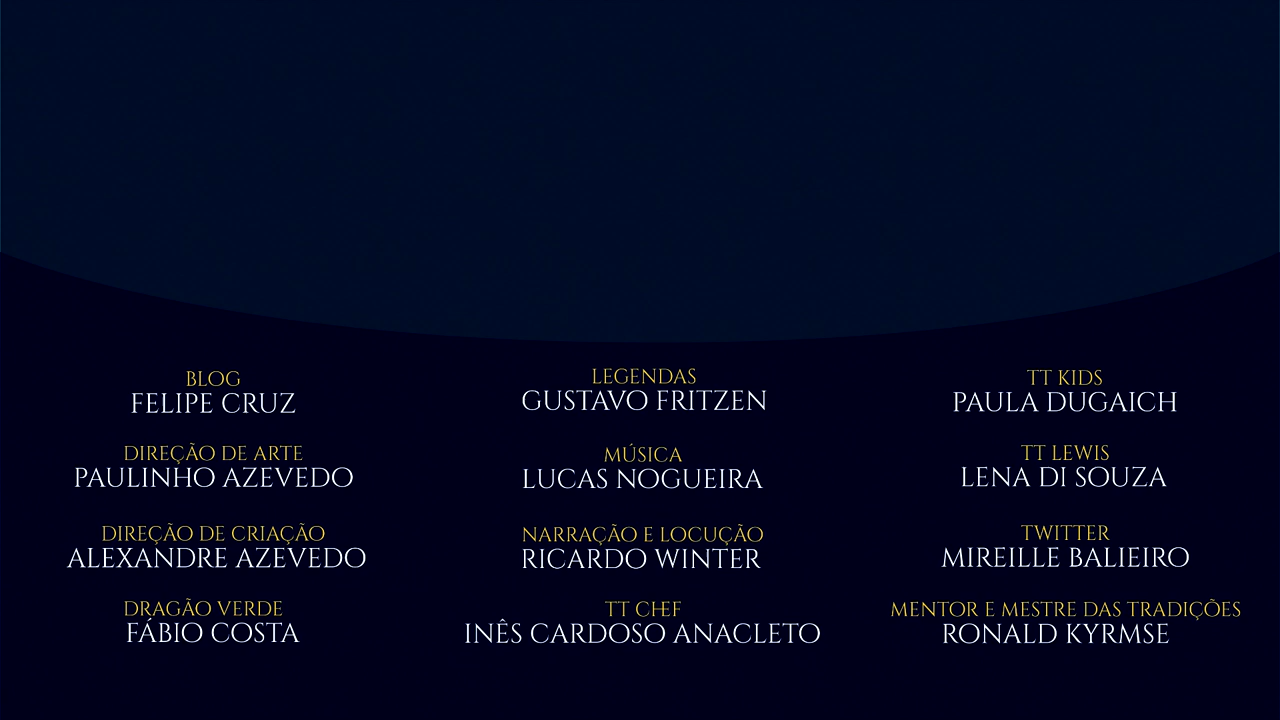 BLOG
FELIPE CRUZ
DIREÇÃO DE ARTE
PAULINHO AZEVEDO
DIREÇÃO DE CRIAÇÃO
ALEXANDRE AZEVEDO
DRAGÃO VERDE
FÁBIO COSTA
LEGENDAS
GUSTAVO FRITZEN
MÚSICA
LUCAS NOGUEIRA
NARRAÇÃO E LOCUÇÃO
RICARDO WINTER
TT CHEF
INÊS CARDOSO ANACLETO
TT KIDS
PAULA DUGAICH
TT LEWIS
LENA DI SOUZA
TWITTER
MIREILLE BALIEIRO
MENTOR E MESTRE DAS TRADIÇÕES
RONALD KYRMSE